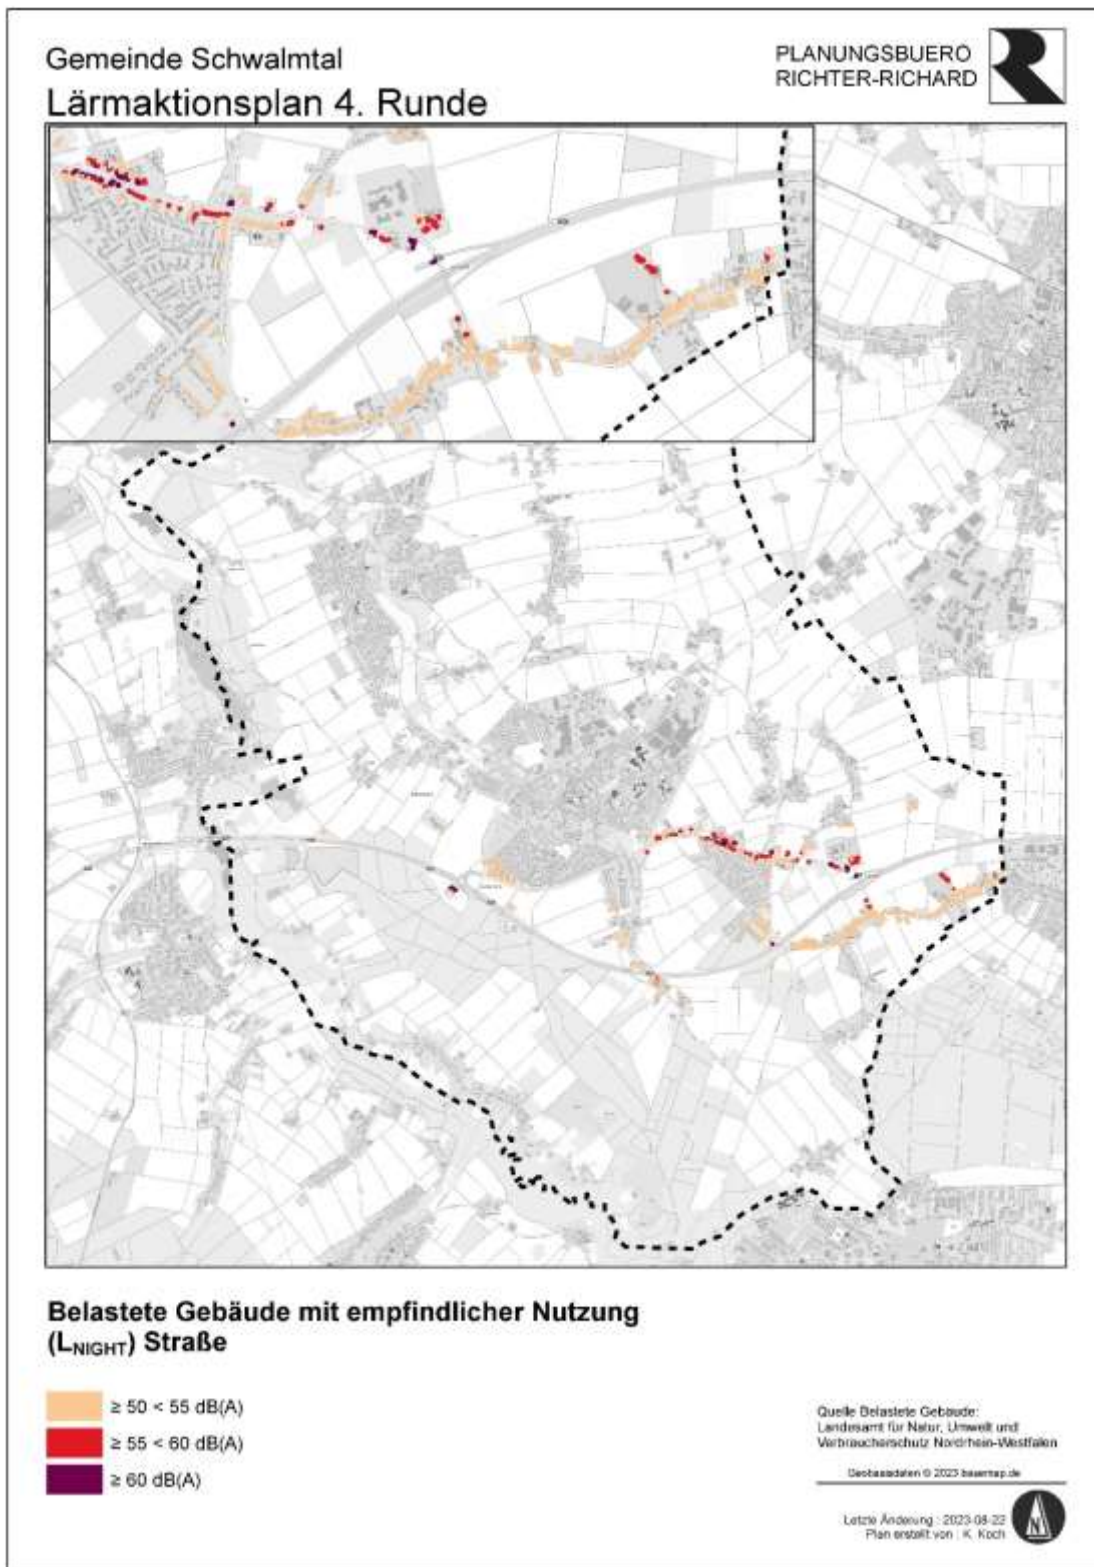 Gemeinde Schwalmtal
Lärmaktionsplan 4. Runde
PLANUNGSBUERO
RICHTER-RICHARD
Belastete Gebäude mit empfindlicher Nutzung
(LNIGHT) Straße
≥ 50 < 55 dB(A)
≥ 55 < 60 dB(A)
≥ 60 dB(A)
Quelle Belastete Gebäude:
Landesamt für Natur, Umwelt und
Verbraucherschutz Nordrhein-Westfalen
Geobasisdaten © 2023 basemap.de
Letzte Änderung : 2023-08-22
Plan erstellt von : K. Koch
N